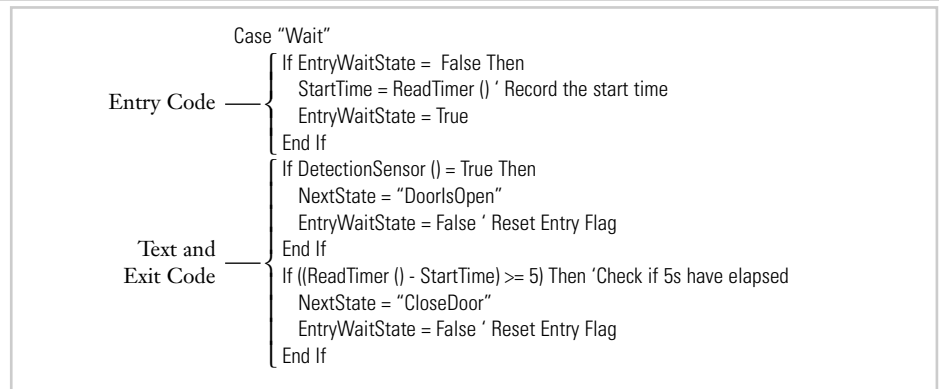 Case “Wait”
If EntryWaitState = False Then
StartTime = ReadTimer () ‘ Record the start time
Entry Code
EntryWaitState = True
End If
If DetectionSensor () = True Then
NextState = “DoorIsOpen”
EntryWaitState = False ‘ Reset Entry Flag
Text and
Exit Code
End If
If ((ReadTimer () - StartTime) >= 5) Then ‘Check if 5s have elapsed
NextState = “CloseDoor”
EntryWaitState = False ‘ Reset Entry Flag
End If